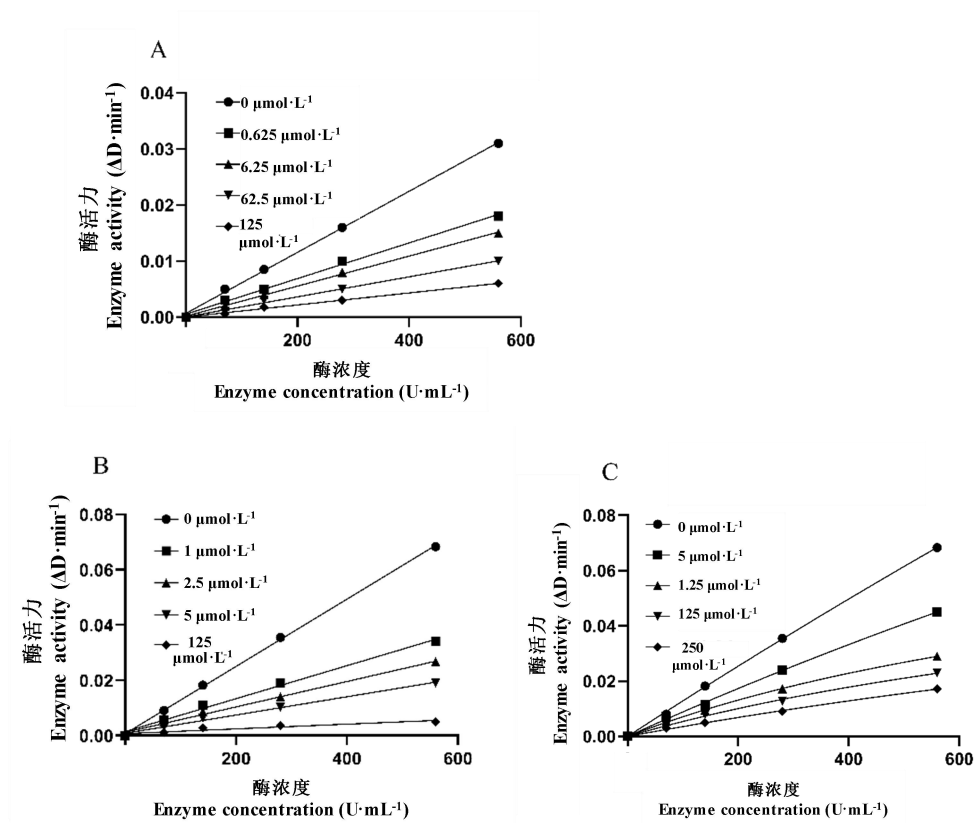 A
0.04
0.03
0.02
0.01
0.00
200
400
600
0 μmol·L-1
0.625 μmol·L-1
6.25 μmol·L-1
62.5 μmol·L-1
125
μmol·L-1
酶活力
Enzyme activity (ΔD·min-1)
酶浓度
Enzyme concentration (U·mL-1)
B
0.08
0.06
0.04
0.02
0.00
200
400
600
0 μmol·L-1
1 μmol·L-1
2.5 μmol·L-1
5 μmol·L-1
125
μmol·L-1
酶活力
Enzyme activity (ΔD·min-1)
酶浓度
Enzyme concentration (U·mL-1)
C
0.08
0.06
0.04
0.02
0.00
200
400
600
0 μmol·L-1
5 μmol·L-1
1.25 μmol·L-1
125 μmol·L-1
250
μmol·L-1
酶活力
Enzyme activity (ΔD·min-1)
酶浓度
Enzyme concentration (U·mL-1)